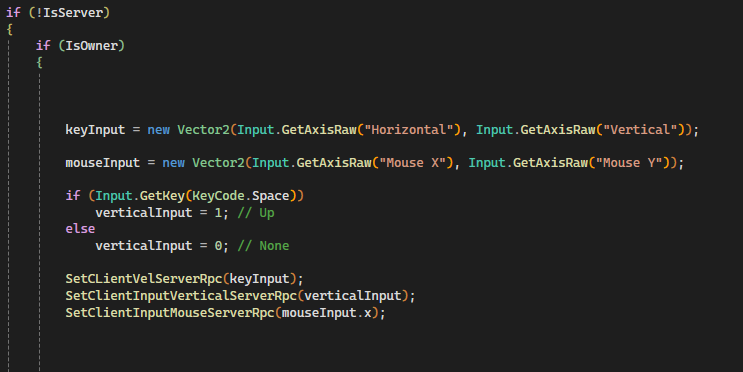 if (!IsServer)
{
if (IsOwner)
{
keyInput = new Vector2(Input.GetAxisRaw("Horizontal"), Input.GetAxisRaw("Vertical"));
mouseInput = new Vector2(Input.GetAxisRaw("Mouse X"), Input.GetAxisRaw("Mouse Y"));
if (Input.GetKey(KeyCode.Space))
verticalInput = 1; // Up
else
verticalInput = 0; // None
SetCLientVelServerRpc(keyInput);
SetClientInputVerticalServerRpc(verticalInput);
SetClientInputMouseServerRpc(mouseInput.x);